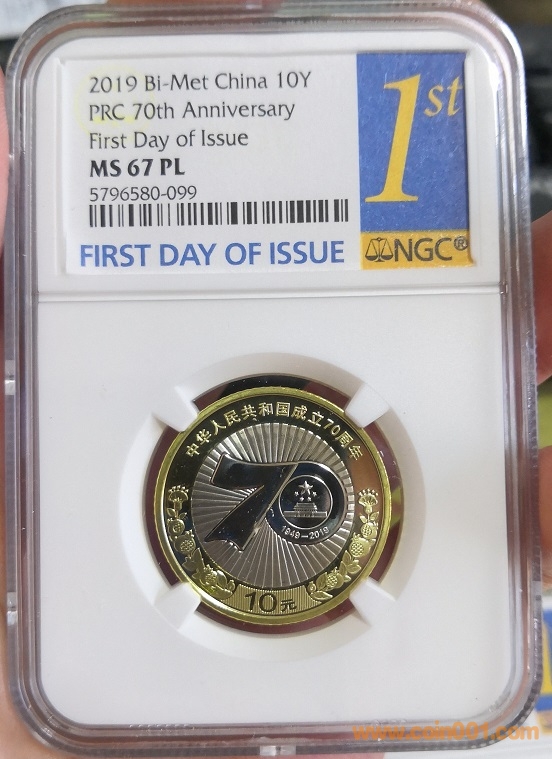 2019 Bi-Met China 10Y
PRC 70th Anniversary
First Day of Issue
MS 67 PL
5796580-099
FIRST DAY OF ISSUE
1st
NGC®
中华人民共和国成立70周年
70
1949-2019
10元
www.coin001.com